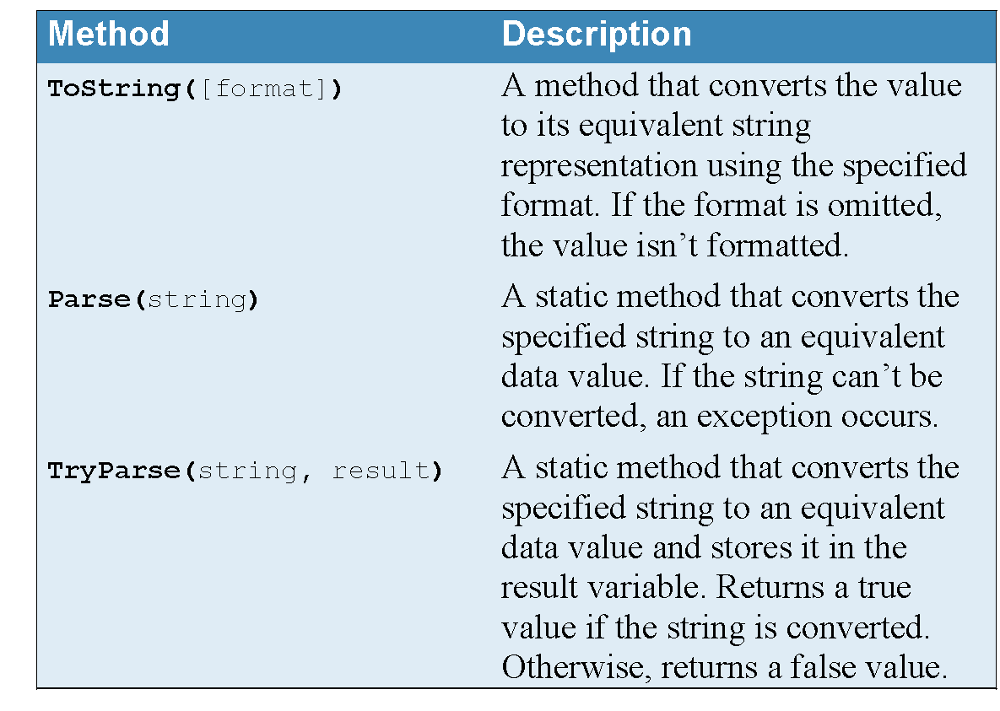 Method Description
ToString([format]) A method that converts the value
to its equivalent string
representation using the specified
format. If the format is omitted,
the value isn’t formatted.
Parse(string) A static method that converts the
specified string to an equivalent
data value. If the string can’t be
converted, an exception occurs.
TryParse(string, result) A static method that converts the
specified string to an equivalent
data value and stores it in the
result variable. Returns a true
value if the string is converted.
Otherwise, returns a false value.